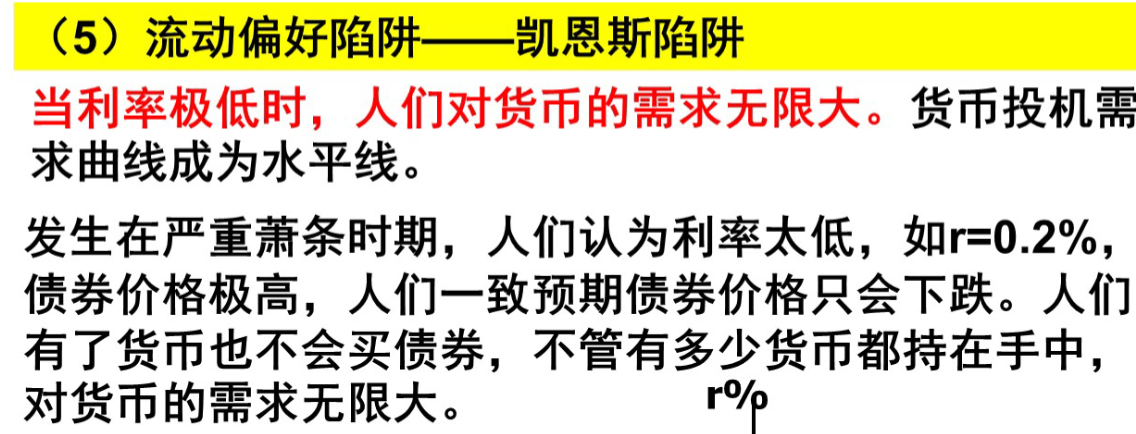 （5）流动偏好陷阱——凯恩斯陷阱
当利率极低时，人们对货币的需求无限大。货币投机需
求曲线成为水平线。
发生在严重萧条时期，人们认为利率太低，如r=0.2%，
债券价格极高，人们一致预期债券价格只会下跌。人们
有了货币也不会买债券，不管有多少货币都持在手中，
对货币的需求无限大。
r%